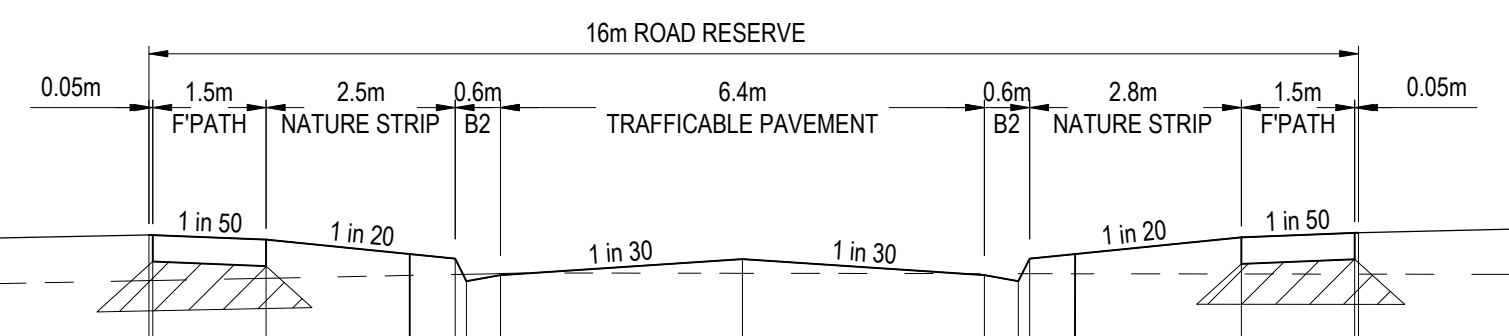 16m ROAD RESERVE
0.05m 1.5m 2.5m 0.6m 6.4m 0.6m 2.8m 1.5m 0.05m
F'PATH NATURE STRIP B2 TRAFFICABLE PAVEMENT B2 NATURE STRIP F'PATH
1 in 50 1 in 20 1 in 30 1 in 30 1 in 20 1 in 50